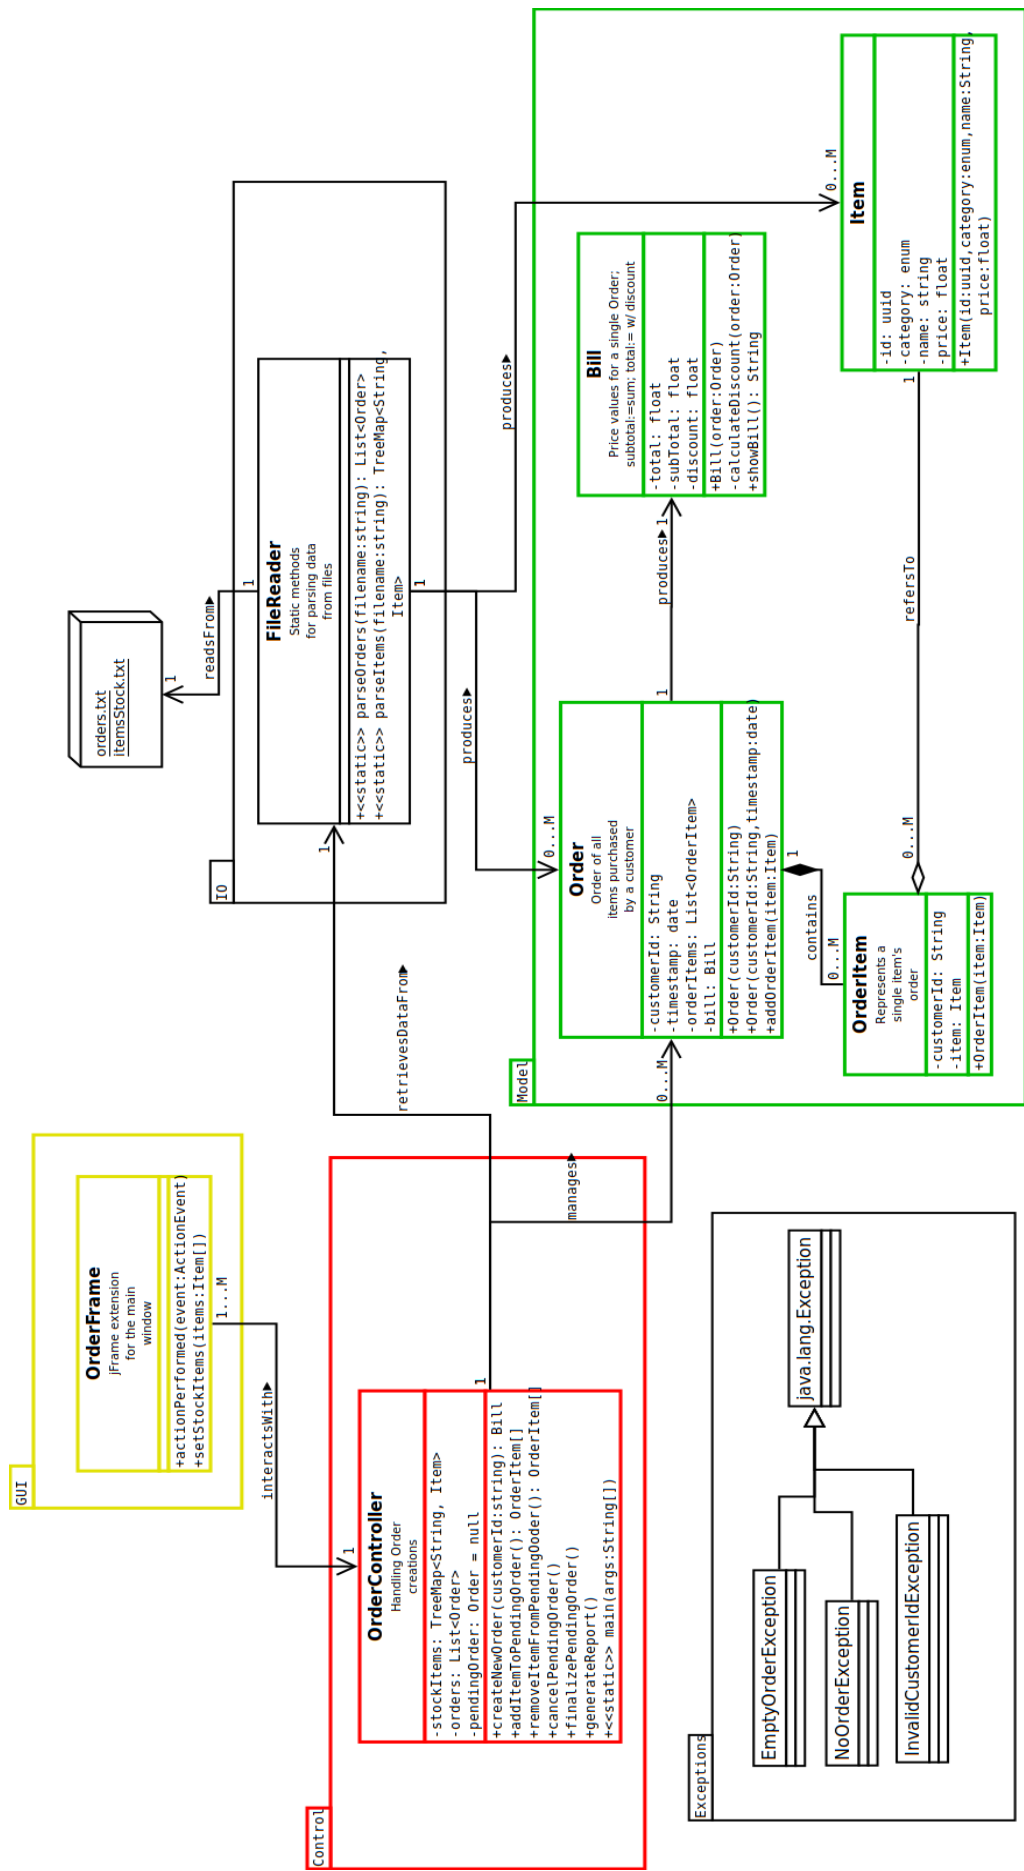 GUI
OrderFrame
jFrame extension
for the main
window
+actionPerformed(event:ActionEvent)
+setStockItems(items:Item[])
1...M
interactsWith▶
1
Control
OrderController
Handling Order
creations
-stockItems: TreeMap<String, Item>
-orders: List<Order>
-pendingOrder: Order = null
+createNewOrder(customerId:string): Bill
+addItemToPendingOrder(): OrderItem[]
+removeItemFromPendingOoder(): OrderItem[]
+cancelPendingOrder()
+finalizePendingOrder()
+generateReport()
+<<static>> main(args:String[])
1
retrievesDataFrom▶
1
manages▶
0...M
orders.txt
itemsStock.txt
1
readsFrom▶
1
IO
FileReader
Static methods
for parsing data
from files
+<<static>> parseOrders(filename:string): List<Order>
+<<static>> parseItems(filename:string): TreeMap<String,
Item>
1
produces▶
0...M
produces▶
0...M
Model
Order
Order of all
items purchased
by a customer
-customerId: String
-timestamp: date
-orderItems: List<OrderItem>
-bill: Bill
+Order(customerId:String)
+Order(customerId:String,timestamp:date)
+addOrderItem(item:Item)
1
produces▶
1
Bill
Price values for a single Order;
subtotal:=sum; total:= w/ discount
-total: float
-subTotal: float
-discount: float
+Bill(order:Order)
-calculateDiscount(order:Order)
+showBill(): String
1
contains
0...M
OrderItem
Represents a
single item's
order
-customerId: String
-item: Item
+OrderItem(item:Item)
0...M
refersTo
1
Item
-id: uuid
-category: enum
-name: string
-price: float
+Item(id:uuid,category:enum,name:String,
price:float)
Exceptions
EmptyOrderException
NoOrderException
InvalidCustomerIdException
java.lang.Exception